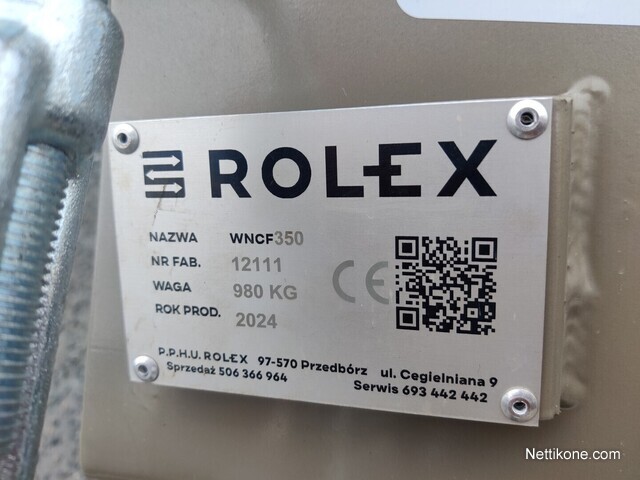 ROLEX
NAZWA WNCF350
NR FAB. 12111
WAGA 980 KG
ROK PROD. 2024
CE
P.P.H.U. ROLEX 97-570 Przedbórz ul. Cegielniana 9
Sprzedaż 506 366 964 Serwis 693 442 442
Nettikone.com